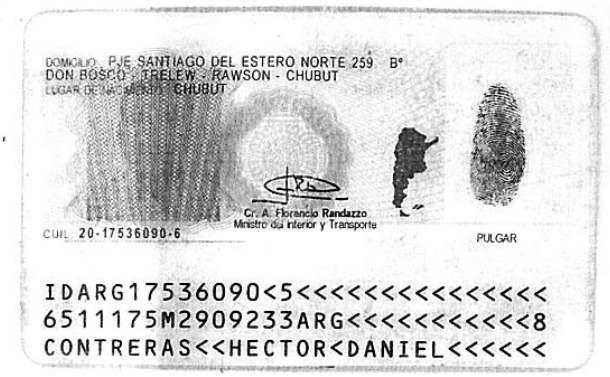 DOMICILIO: PJE SANTIAGO DEL ESTERO NORTE 259 B°
DON BOSCO - TRELEW - RAWSON - CHUBUT
LUGAR DE NACIMIENTO: CHUBUT
Cr. A. Florencio Randazzo
Ministro del Interior y Transporte
CUIL: 20-17536090-6
PULGAR
IDARG17536090<5<<<<<<<<<<<<<<<
6511175M2909233ARG<<<<<<<<<<<8
CONTRERAS<<HECTOR<DANIEL<<<<<<